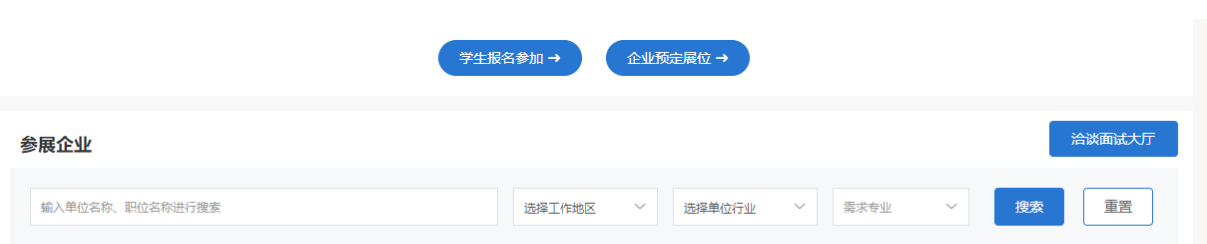 学生报名参加 →
企业预定展位 →
参展企业
洽谈面试大厅
输入单位名称、职位名称进行搜索
选择工作地区
选择单位行业
需求专业
搜索
重置